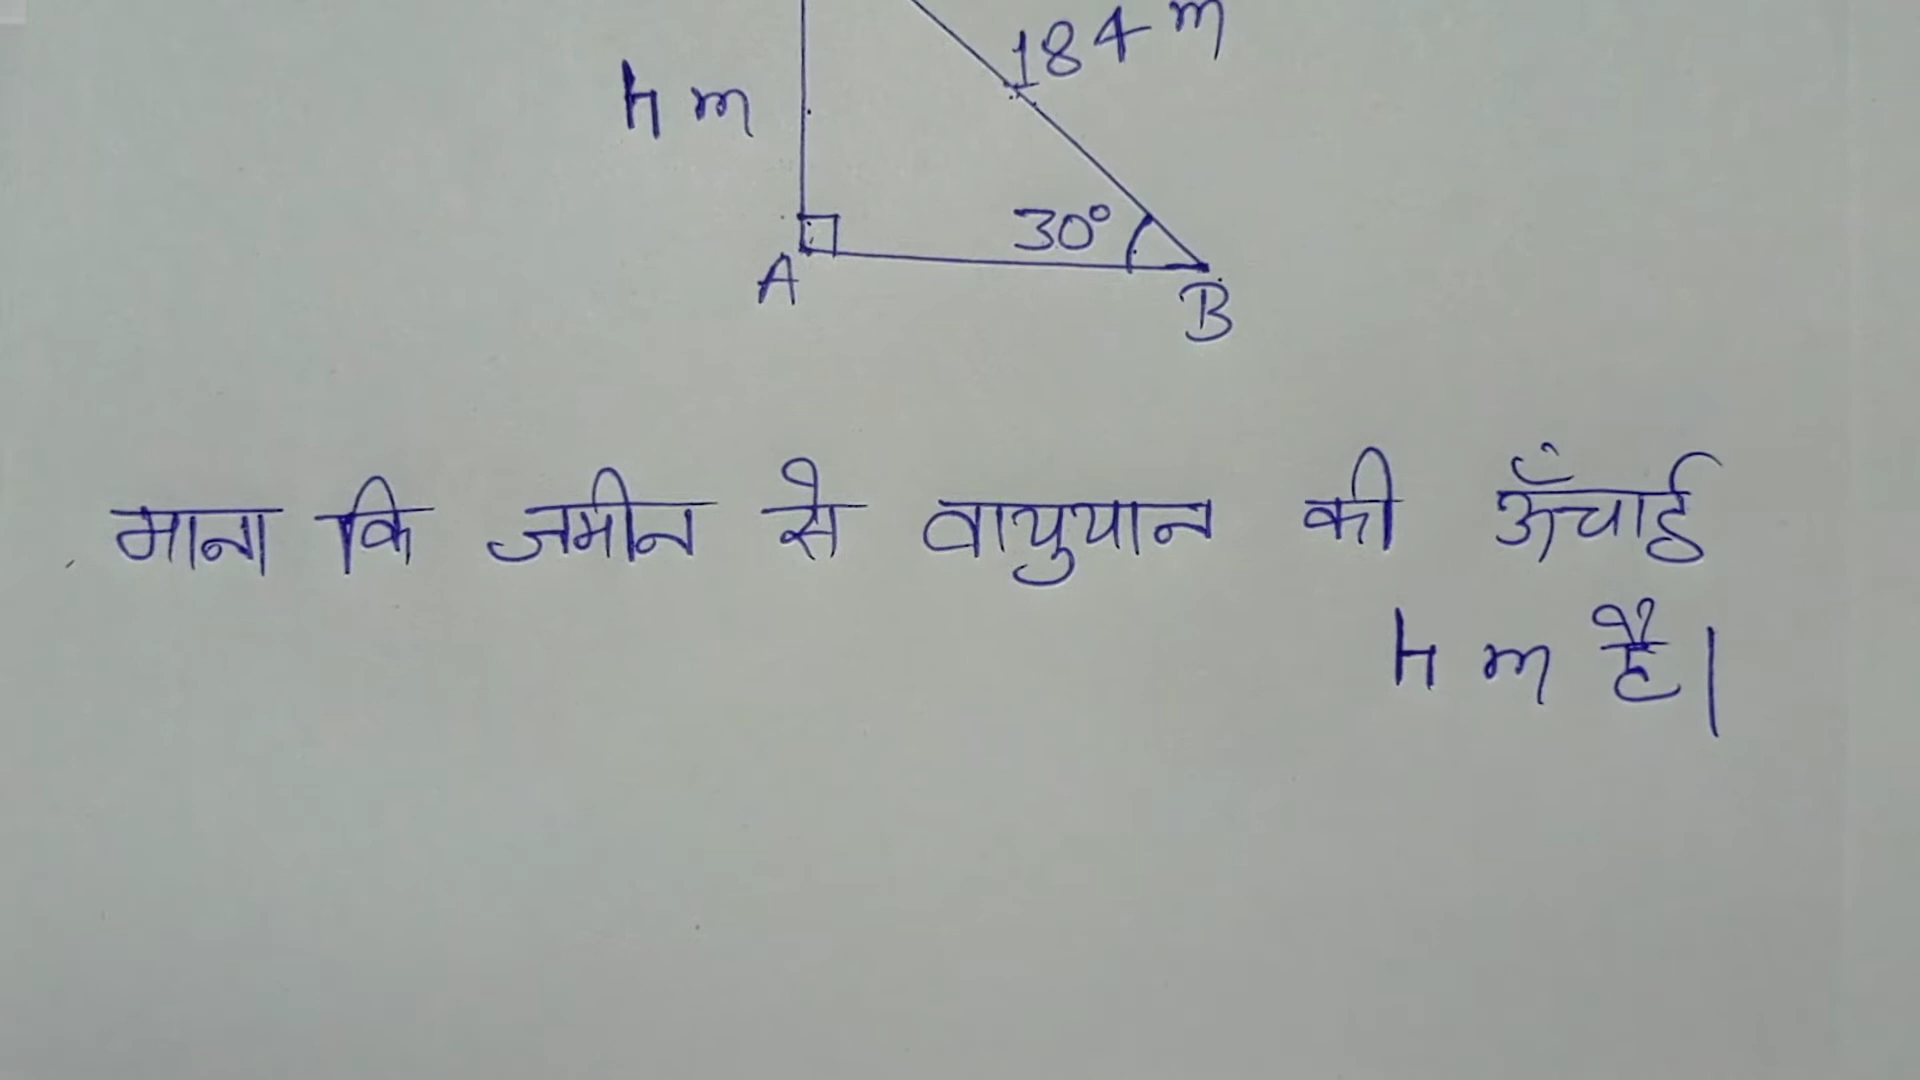 184 m
h m
30°
A
B
माना कि जमीन से वायुयान की ऊँचाई
h m है।